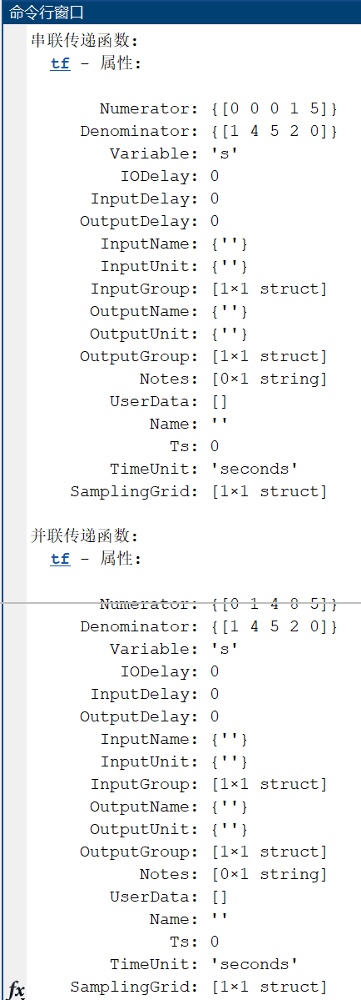 命令行窗口
串联传递函数:
tf - 属性:
Numerator: {[0 0 0 1 5]}
Denominator: {[1 4 5 2 0]}
Variable: 's'
IODelay: 0
InputDelay: 0
OutputDelay: 0
InputName: {''}
InputUnit: {''}
InputGroup: [1×1 struct]
OutputName: {''}
OutputUnit: {''}
OutputGroup: [1×1 struct]
Notes: [0×1 string]
UserData: []
Name: ''
Ts: 0
TimeUnit: 'seconds'
SamplingGrid: [1×1 struct]
并联传递函数:
tf - 属性:
Numerator: {[0 1 4 8 5]}
Denominator: {[1 4 5 2 0]}
Variable: 's'
IODelay: 0
InputDelay: 0
OutputDelay: 0
InputName: {''}
InputUnit: {''}
InputGroup: [1×1 struct]
OutputName: {''}
OutputUnit: {''}
OutputGroup: [1×1 struct]
Notes: [0×1 string]
UserData: []
Name: ''
Ts: 0
TimeUnit: 'seconds'
fx SamplingGrid: [1×1 struct]